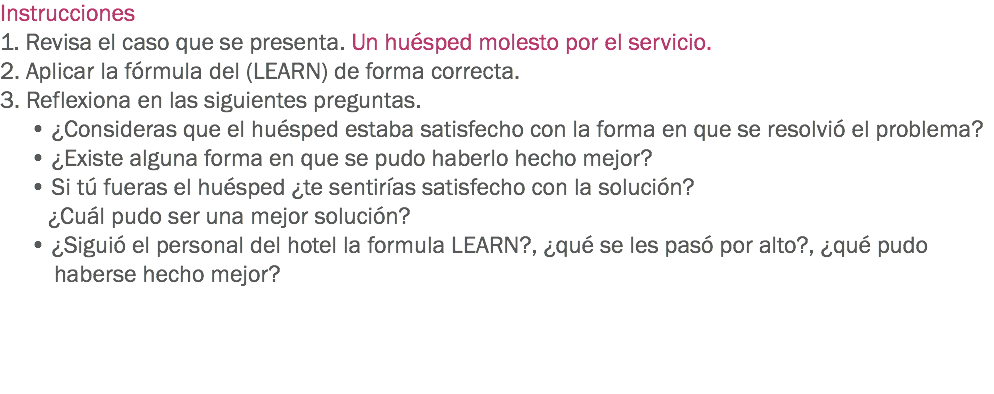 Instrucciones
1. Revisa el caso que se presenta. Un huésped molesto por el servicio.
2. Aplicar la fórmula del (LEARN) de forma correcta.
3. Reflexiona en las siguientes preguntas.
• ¿Consideras que el huésped estaba satisfecho con la forma en que se resolvió el problema?
• ¿Existe alguna forma en que se pudo haberlo hecho mejor?
• Si tú fueras el huésped ¿te sentirías satisfecho con la solución?
¿Cuál pudo ser una mejor solución?
• ¿Siguió el personal del hotel la formula LEARN?, ¿qué se les pasó por alto?, ¿qué pudo
haberse hecho mejor?